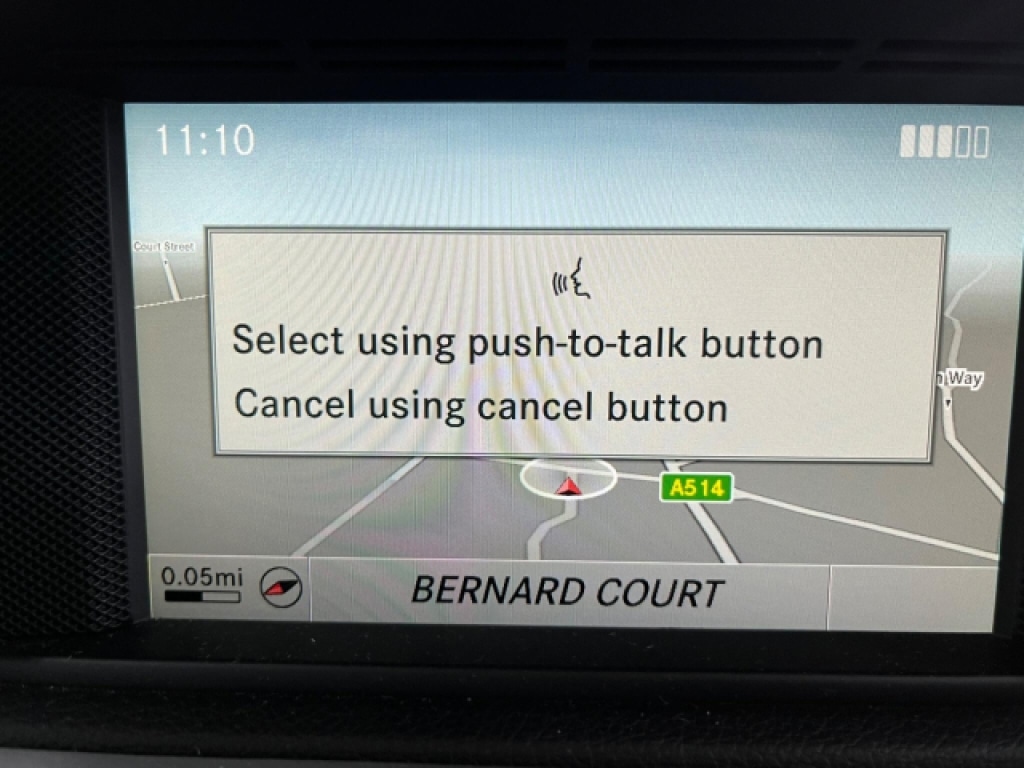 11:10
Court Street
Select using push-to-talk button
Cancel using cancel button
Way
A514
0.05mi
BERNARD COURT